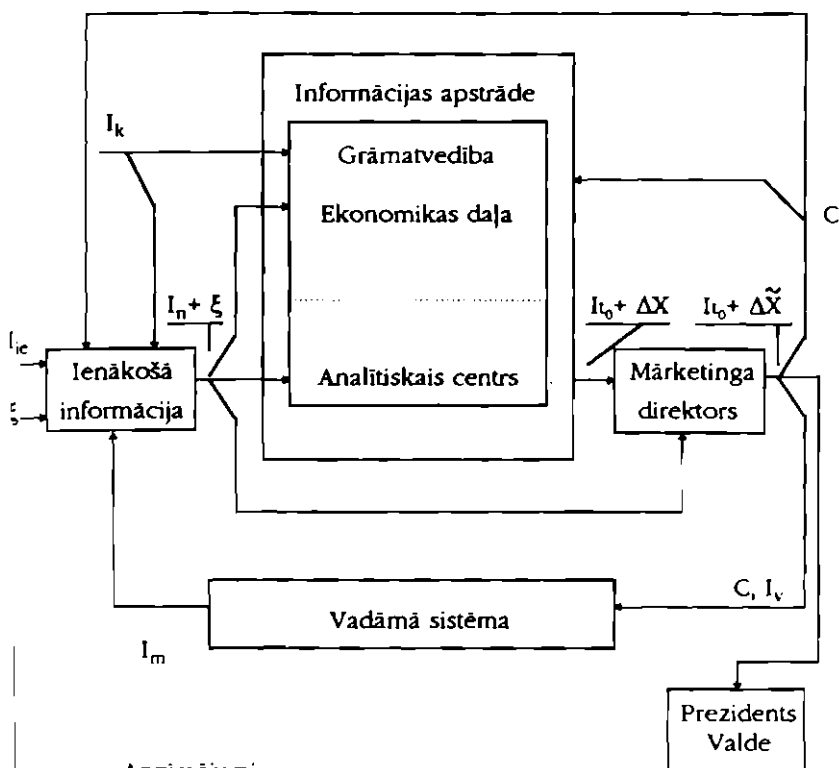 Informācijas apstrāde
I_k
Grāmatvedība
Ekonomikas daļa
C
I_n + ξ
I_t₀ + ΔX
I_t₀ + ΔX̃
I_ie
Ienākošā
informācija
ξ
Analītiskais centrs
Mārketinga
direktors
C, I_v
Vadāmā sistēma
I_m
Prezidents
Valde